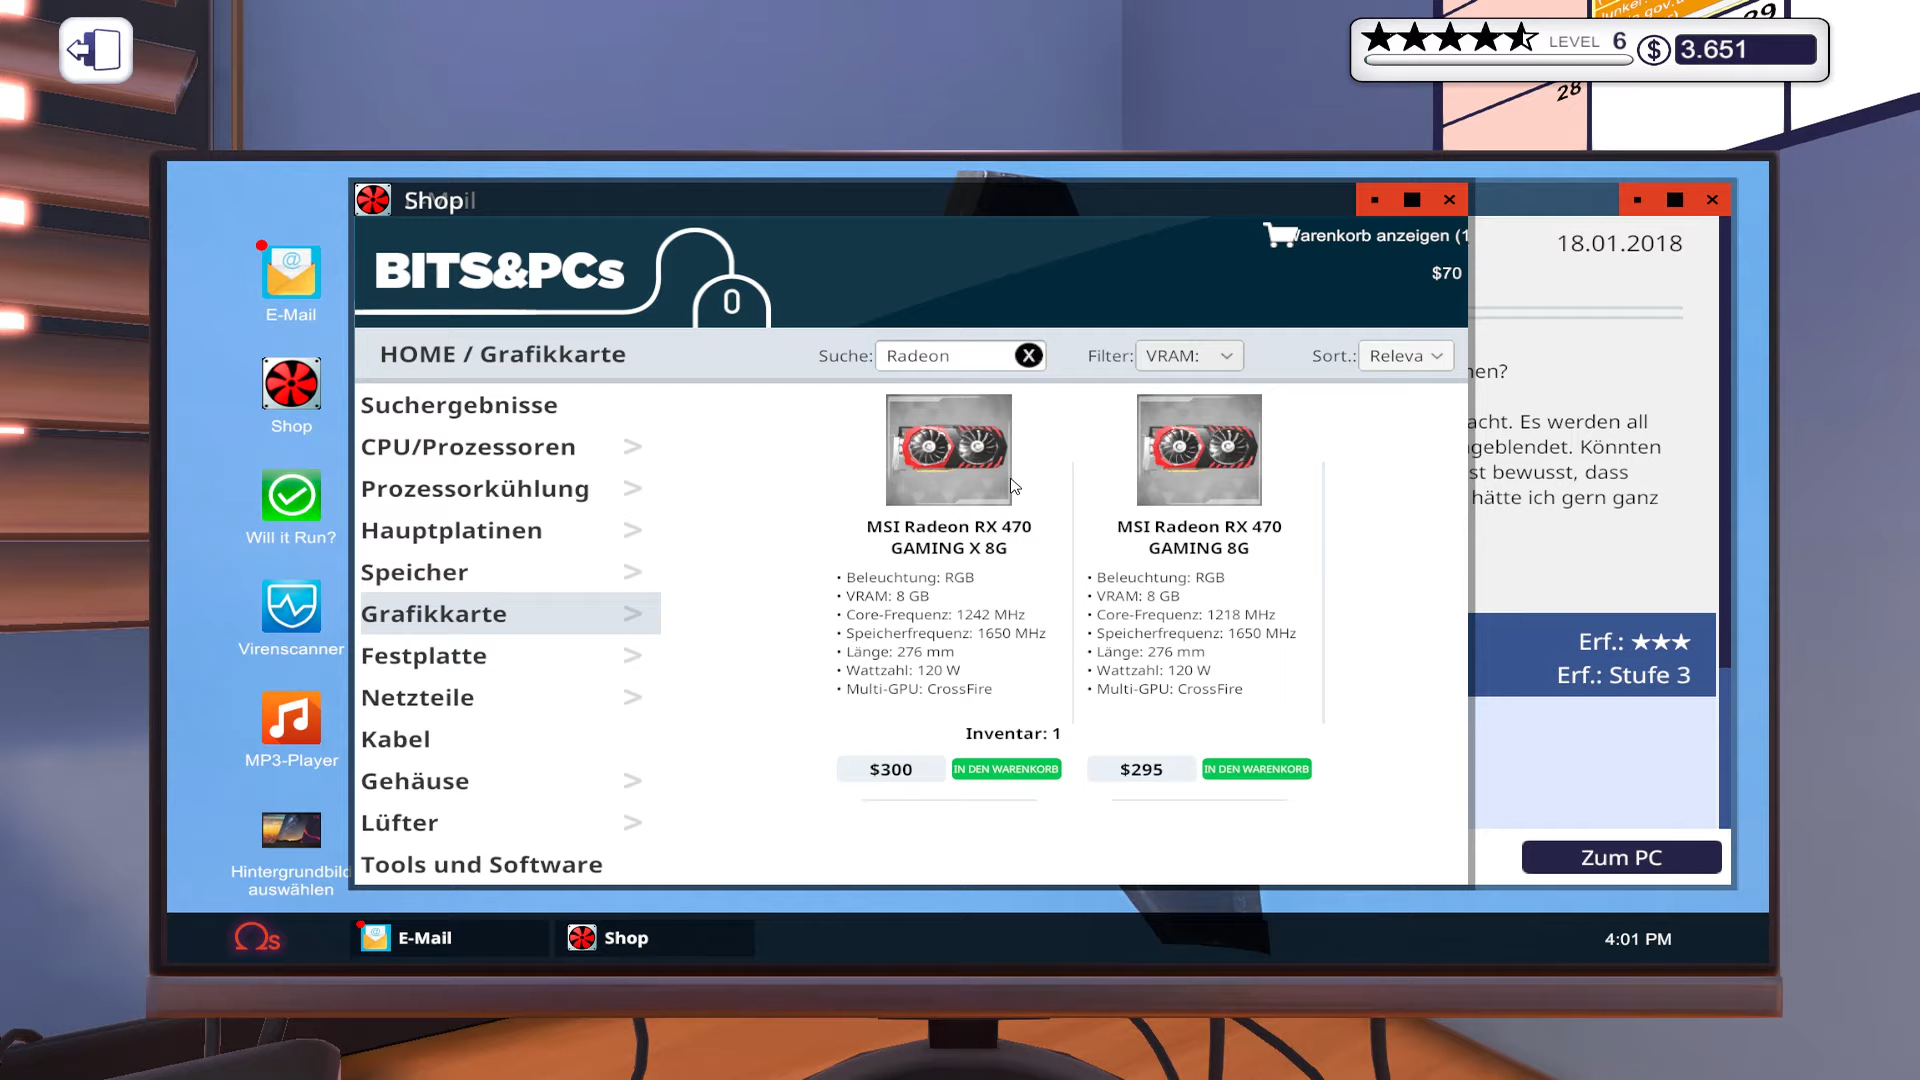 unker.
gov.
29
28
LEVEL 6 $ 3.651
Shop
BITS&PCs
arenkorb anzeigen (1
$70
18.01.2018
HOME / Grafikkarte
Suche: Radeon X
Filter: VRAM:
Sort.: Releva
Suchergebnisse
CPU/Prozessoren >
Prozessorkühlung >
Hauptplatinen >
Speicher >
Grafikkarte >
Festplatte >
Netzteile >
Kabel
Gehäuse >
Lüfter >
Tools und Software
MSI Radeon RX 470
GAMING X 8G
• Beleuchtung: RGB
• VRAM: 8 GB
• Core-Frequenz: 1242 MHz
• Speicherfrequenz: 1650 MHz
• Länge: 276 mm
• Wattzahl: 120 W
• Multi-GPU: CrossFire
Inventar: 1
$300 IN DEN WARENKORB
MSI Radeon RX 470
GAMING 8G
• Beleuchtung: RGB
• VRAM: 8 GB
• Core-Frequenz: 1218 MHz
• Speicherfrequenz: 1650 MHz
• Länge: 276 mm
• Wattzahl: 120 W
• Multi-GPU: CrossFire
$295 IN DEN WARENKORB
en?
acht. Es werden all
geblendet. Könnten
st bewusst, dass
hätte ich gern ganz
Erf.: ★★★
Erf.: Stufe 3
Zum PC
E-Mail
Shop
Will it Run?
Virenscanner
MP3-Player
Hintergrundbild
auswählen
Ωs
E-Mail
Shop
4:01 PM